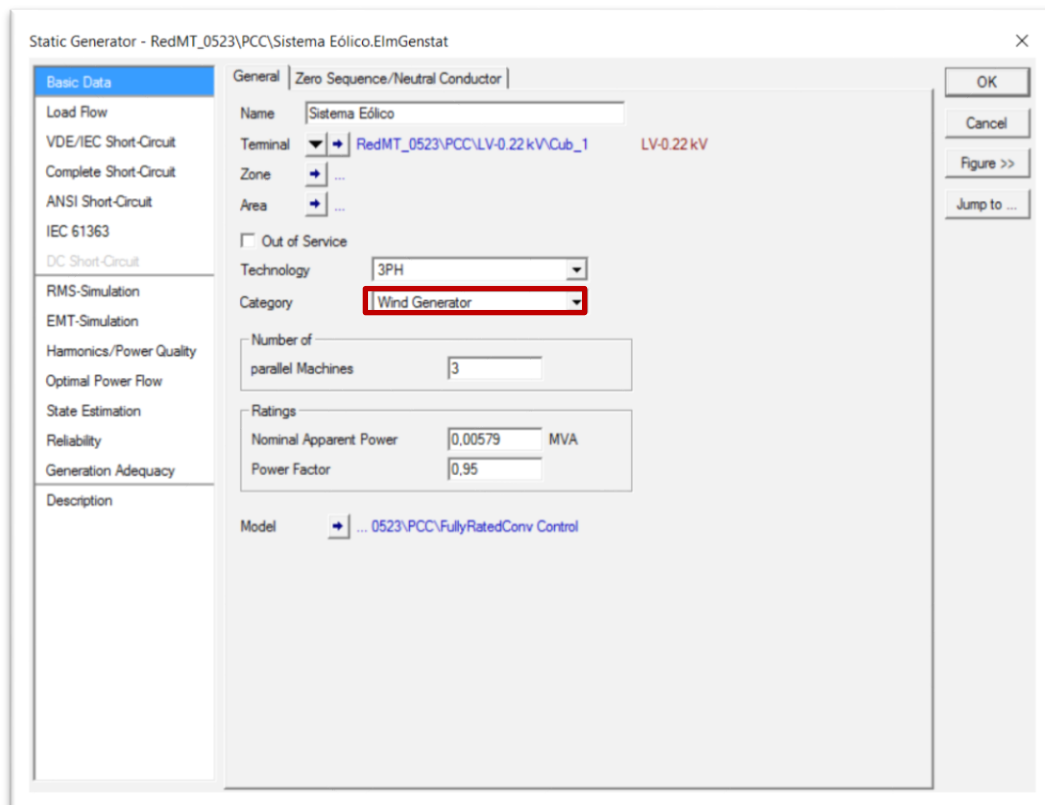 Static Generator - RedMT_0523\PCC\Sistema Eólico.ElmGenstat
Basic Data
Load Flow
VDE/IEC Short-Circuit
Complete Short-Circuit
ANSI Short-Circuit
IEC 61363
DC Short-Circuit
RMS-Simulation
EMT-Simulation
Harmonics/Power Quality
Optimal Power Flow
State Estimation
Reliability
Generation Adequacy
Description
General
Zero Sequence/Neutral Conductor
Name Sistema Eólico
Terminal RedMT_0523\PCC\LV-0.22 kV\Cub_1 LV-0.22 kV
Zone ...
Area ...
Out of Service
Technology 3PH
Category Wind Generator
Number of
parallel Machines 3
Ratings
Nominal Apparent Power 0,00579 MVA
Power Factor 0,95
Model ... 0523\PCC\FullyRatedConv Control
OK
Cancel
Figure >>
Jump to ...